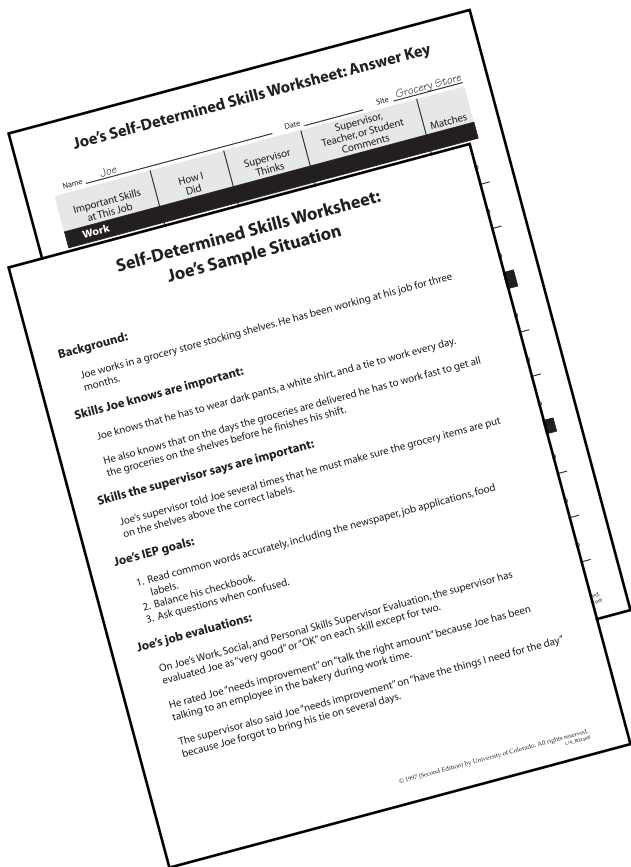 Joe's Self-Determined Skills Worksheet: Answer Key
Name Joe Date Site Grocery Store
Important Skills
at This Job
How I
Did
Supervisor
Thinks
Supervisor,
Teacher, or Student
Comments
Matches
Work
Self-Determined Skills Worksheet:
Joe's Sample Situation
Background:
Joe works in a grocery store stocking shelves. He has been working at his job for three
months.
Skills Joe knows are important:
Joe knows that he has to wear dark pants, a white shirt, and a tie to work every day.
He also knows that on the days the groceries are delivered he has to work fast to get all
the groceries on the shelves before he finishes his shift.
Skills the supervisor says are important:
Joe's supervisor told Joe several times that he must make sure the grocery items are put
on the shelves above the correct labels.
Joe's IEP goals:
1. Read common words accurately, including the newspaper, job applications, food
labels.
2. Balance his checkbook.
3. Ask questions when confused.
Joe's job evaluations:
On Joe's Work, Social, and Personal Skills Supervisor Evaluation, the supervisor has
evaluated Joe as "very good" or "OK" on each skill except for two.
He rated Joe "needs improvement" on "talk the right amount" because Joe has been
talking to an employee in the bakery during work time.
The supervisor also said Joe "needs improvement" on "have the things I need for the day"
because Joe forgot to bring his tie on several days.
© 1997 (Second Edition) by University of Colorado. All rights reserved.